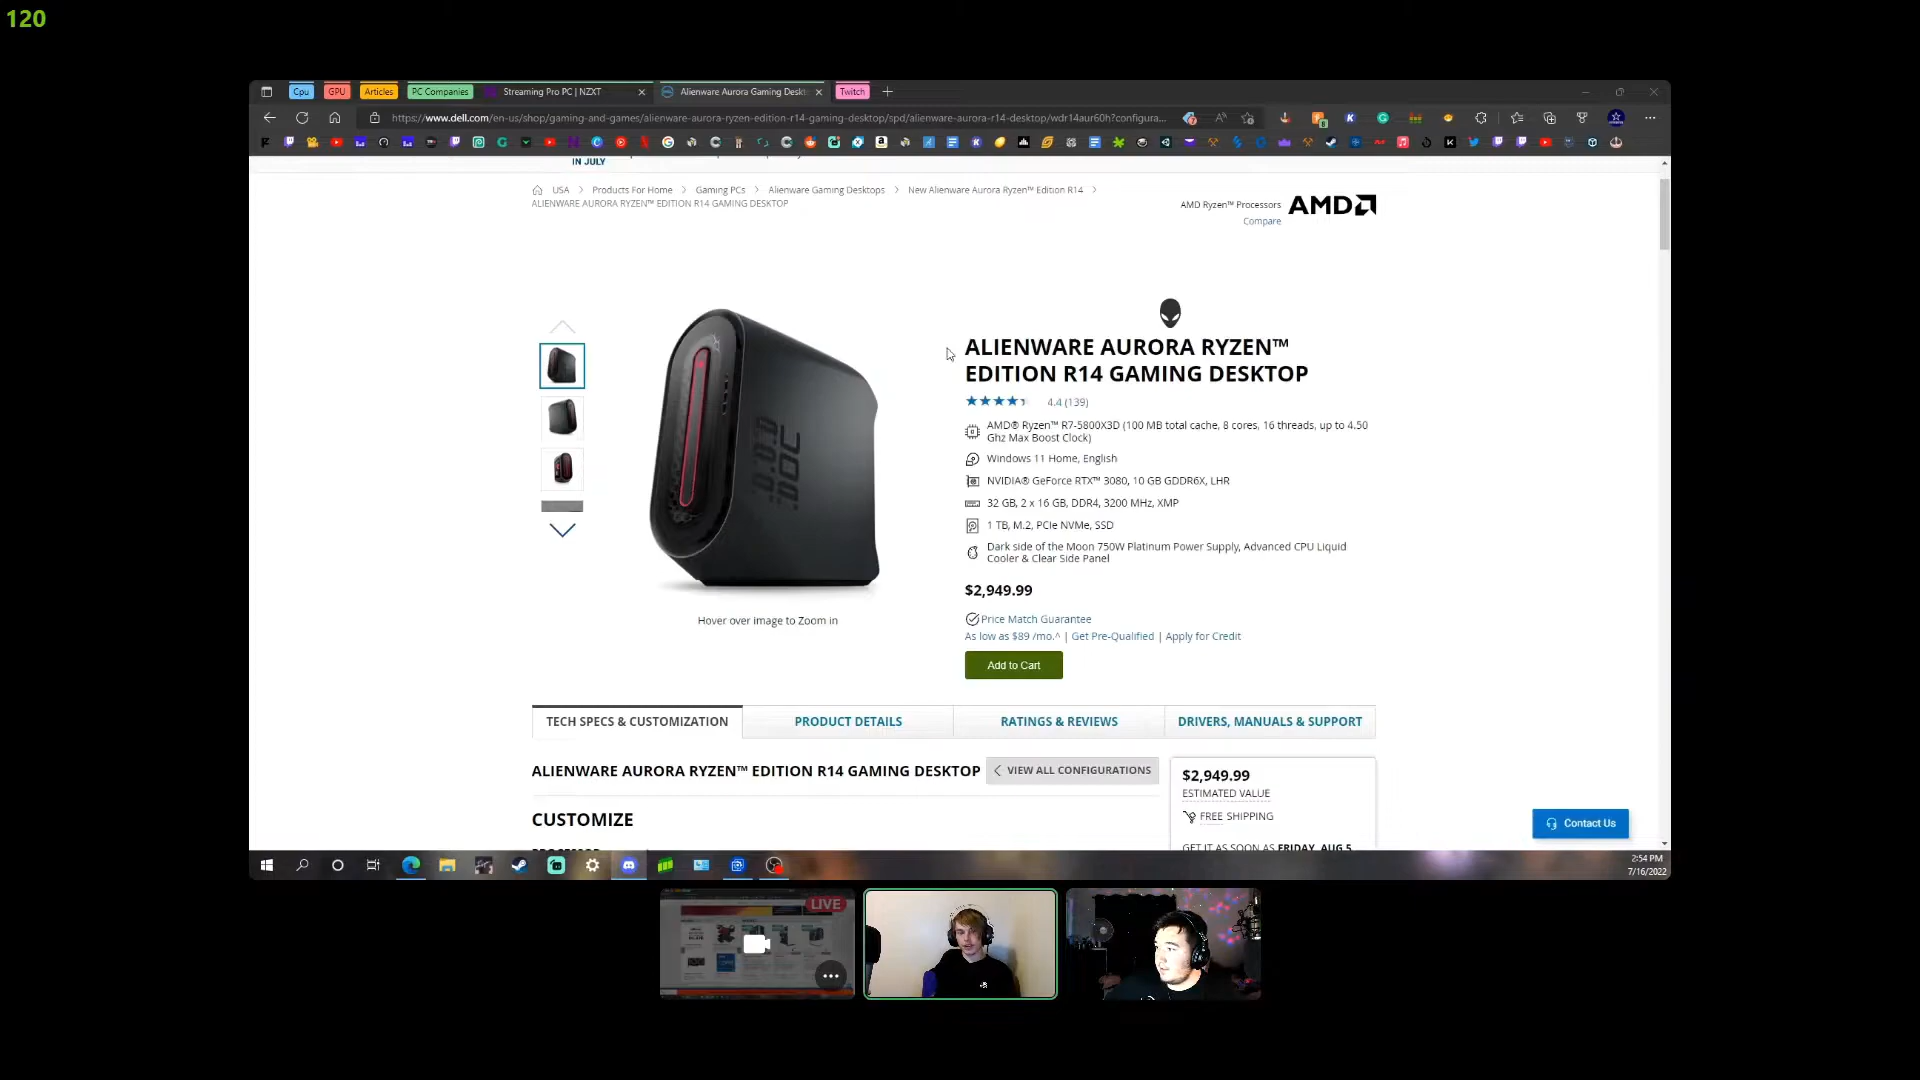 120
Cpu GPU Articles PC Companies Streaming Pro PC | NZXT Alienware Aurora Gaming Deskt Twitch
https://www.dell.com/en-us/shop/gaming-and-games/alienware-aurora-ryzen-edition-r14-gaming-desktop/spd/alienware-aurora-r14-desktop/wdr14aur60h?configura...
IN JULY
USA > Products For Home > Gaming PCs > Alienware Gaming Desktops > New Alienware Aurora Ryzen™ Edition R14 >
ALIENWARE AURORA RYZEN™ EDITION R14 GAMING DESKTOP
AMD Ryzen™ Processors AMD
Compare
ALIENWARE AURORA RYZEN™
EDITION R14 GAMING DESKTOP
4.4 (139)
AMD® Ryzen™ R7-5800X3D (100 MB total cache, 8 cores, 16 threads, up to 4.50
Ghz Max Boost Clock)
Windows 11 Home, English
NVIDIA® GeForce RTX™ 3080, 10 GB GDDR6X, LHR
32 GB, 2 x 16 GB, DDR4, 3200 MHz, XMP
1 TB, M.2, PCIe NVMe, SSD
Dark side of the Moon 750W Platinum Power Supply, Advanced CPU Liquid
Cooler & Clear Side Panel
$2,949.99
Price Match Guarantee
As low as $89 /mo.^ | Get Pre-Qualified | Apply for Credit
Add to Cart
Hover over image to Zoom in
TECH SPECS & CUSTOMIZATION PRODUCT DETAILS RATINGS & REVIEWS DRIVERS, MANUALS & SUPPORT
ALIENWARE AURORA RYZEN™ EDITION R14 GAMING DESKTOP VIEW ALL CONFIGURATIONS
$2,949.99
ESTIMATED VALUE
FREE SHIPPING
GET IT AS SOON AS FRIDAY, AUG 5
CUSTOMIZE
Contact Us
2:54 PM
7/16/2022
LIVE